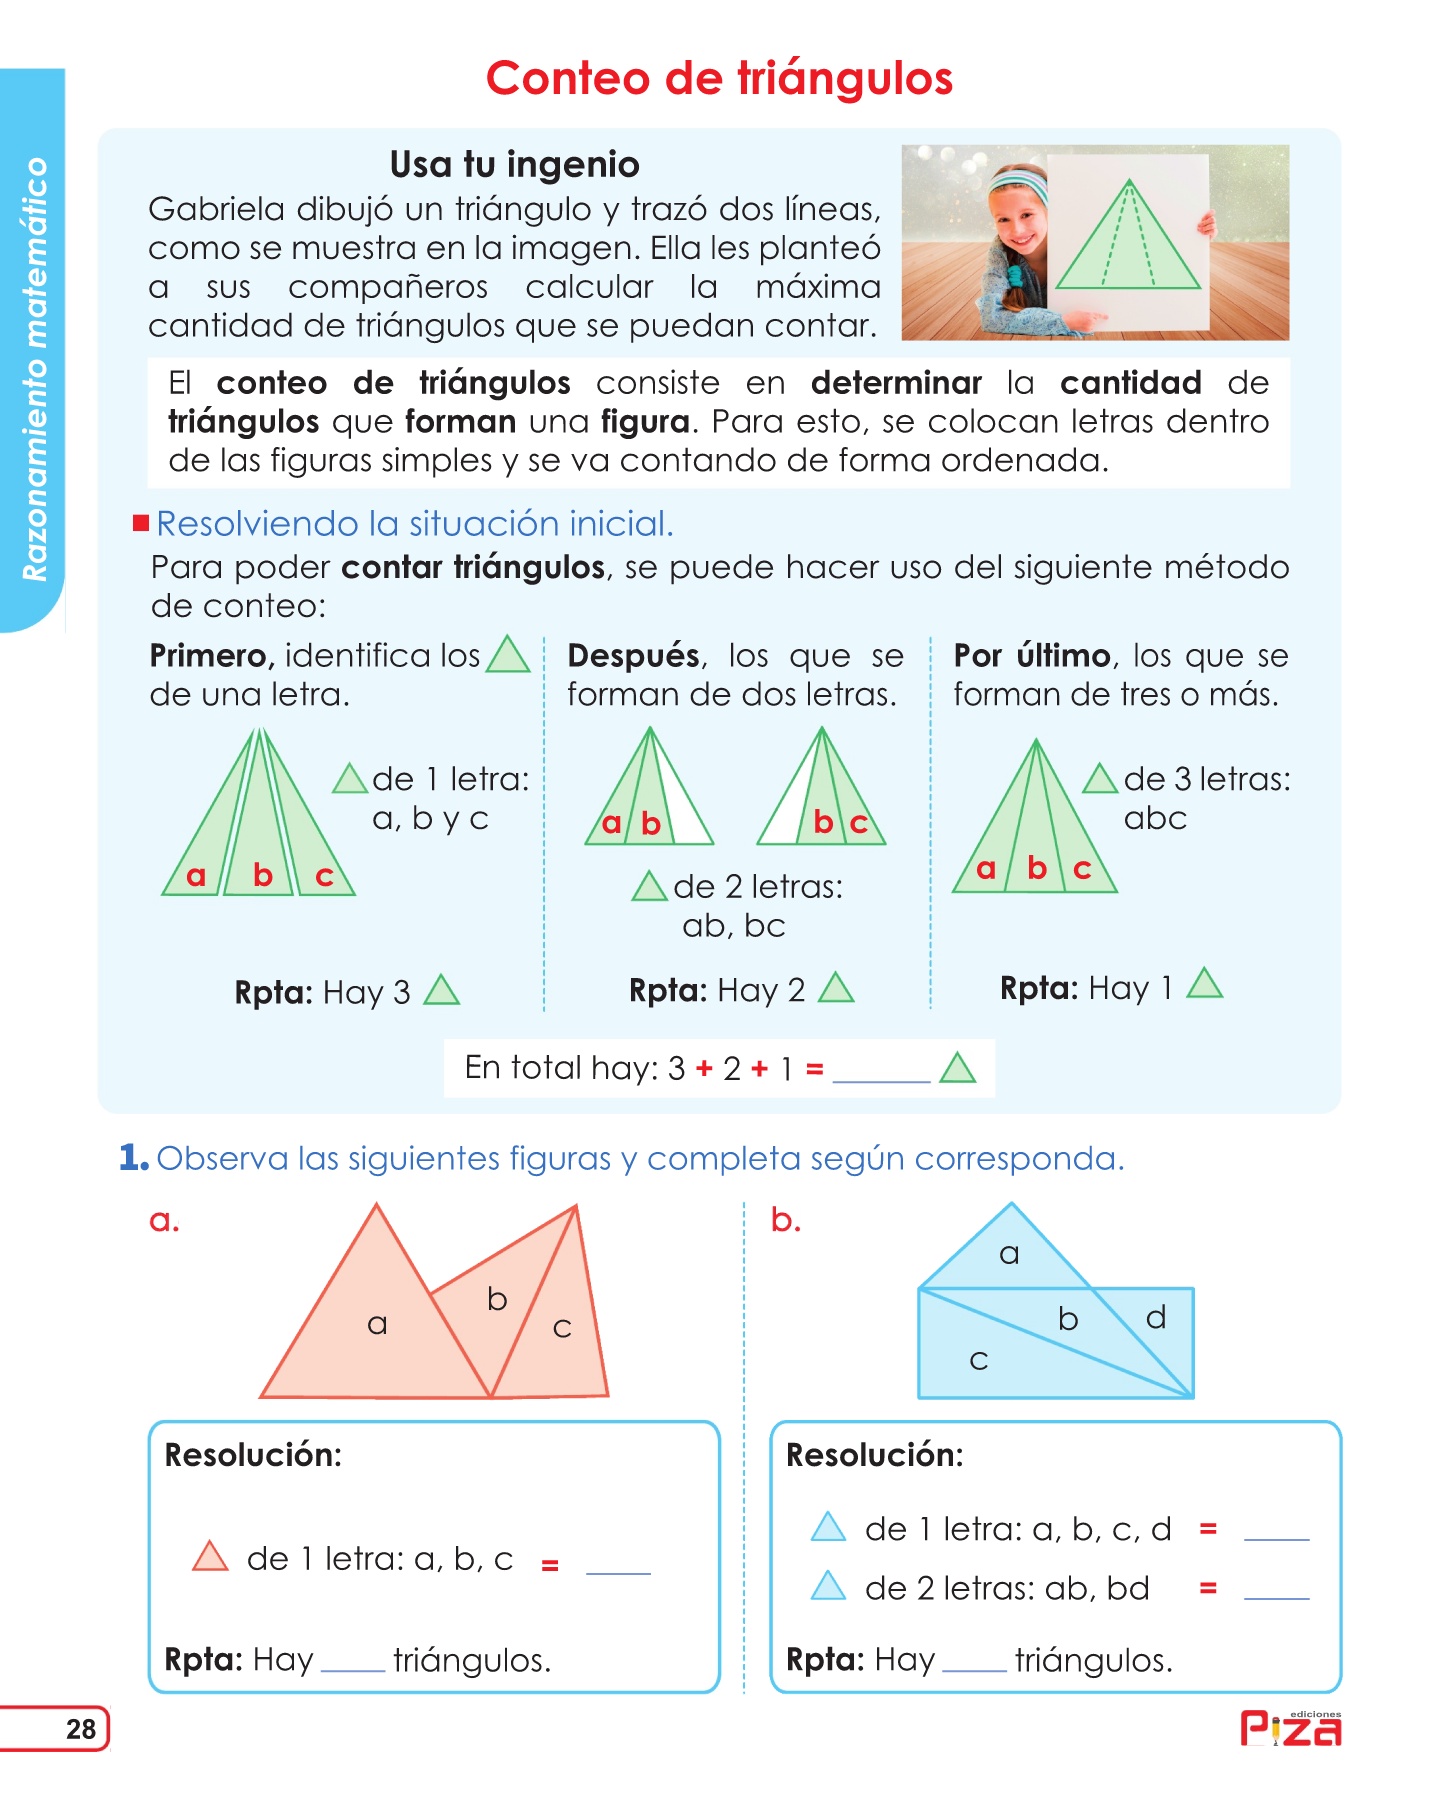 Conteo de triángulos
Razonamiento matemático
Usa tu ingenio
Gabriela dibujó un triángulo y trazó dos líneas,
como se muestra en la imagen. Ella les planteó
a sus compañeros calcular la máxima
cantidad de triángulos que se puedan contar.
El conteo de triángulos consiste en determinar la cantidad de
triángulos que forman una figura. Para esto, se colocan letras dentro
de las figuras simples y se va contando de forma ordenada.
Resolviendo la situación inicial.
Para poder contar triángulos, se puede hacer uso del siguiente método
de conteo:
Primero, identifica los
de una letra.
de 1 letra:
a, b y c
a b c
Rpta: Hay 3
Después, los que se
forman de dos letras.
a b
b c
de 2 letras:
ab, bc
Rpta: Hay 2
Por último, los que se
forman de tres o más.
de 3 letras:
abc
a b c
Rpta: Hay 1
En total hay: 3 + 2 + 1 = ______
1. Observa las siguientes figuras y completa según corresponda.
a.
a
b
c
Resolución:
de 1 letra: a, b, c = ____
Rpta: Hay ____ triángulos.
b.
a
b
d
c
Resolución:
de 1 letra: a, b, c, d = ____
de 2 letras: ab, bd = ____
Rpta: Hay ____ triángulos.
28
ediciones
Piza